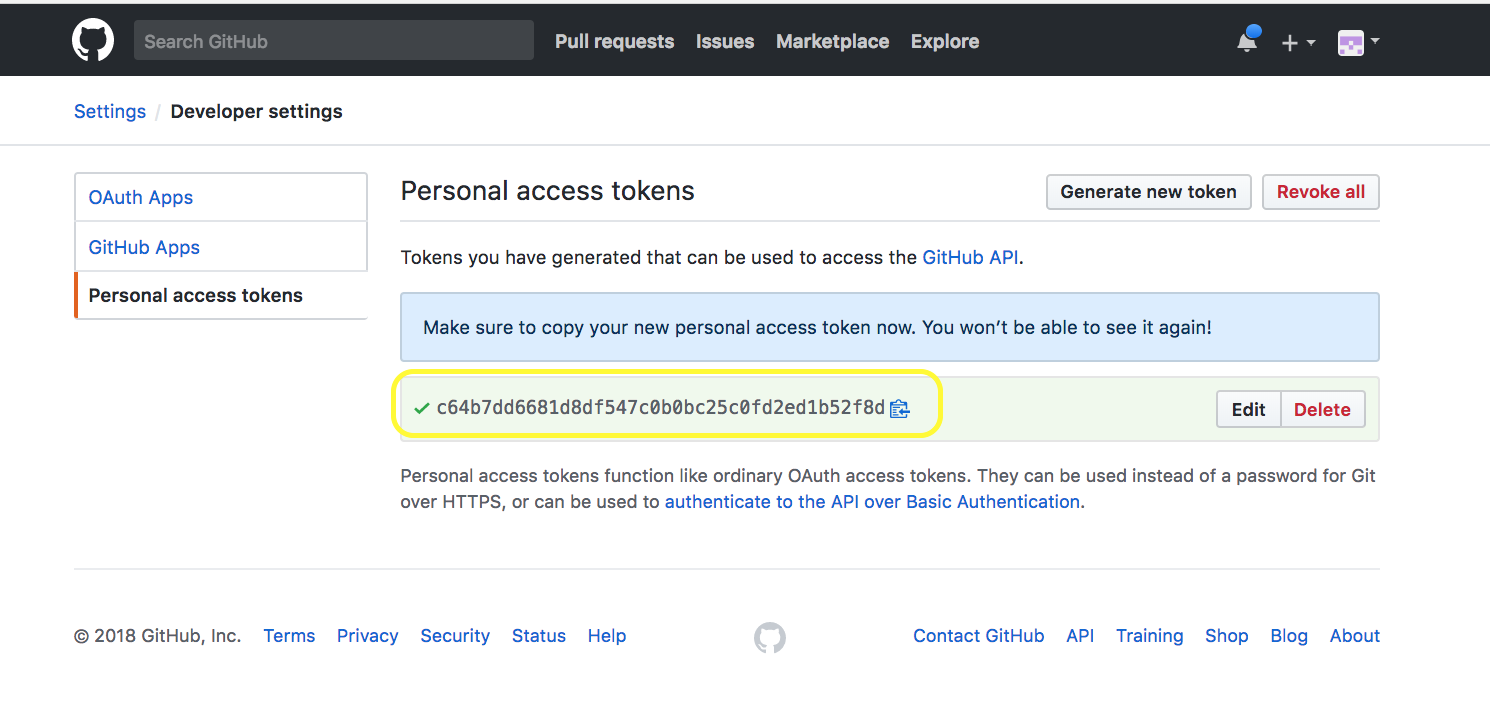 Search GitHub Pull requests Issues Marketplace Explore
Settings / Developer settings
OAuth Apps
GitHub Apps
Personal access tokens
Personal access tokens Generate new token Revoke all
Tokens you have generated that can be used to access the GitHub API.
Make sure to copy your new personal access token now. You won’t be able to see it again!
c64b7dd6681d8df547c0b0bc25c0fd2ed1b52f8d Edit Delete
Personal access tokens function like ordinary OAuth access tokens. They can be used instead of a password for Git
over HTTPS, or can be used to authenticate to the API over Basic Authentication.
© 2018 GitHub, Inc. Terms Privacy Security Status Help Contact GitHub API Training Shop Blog About